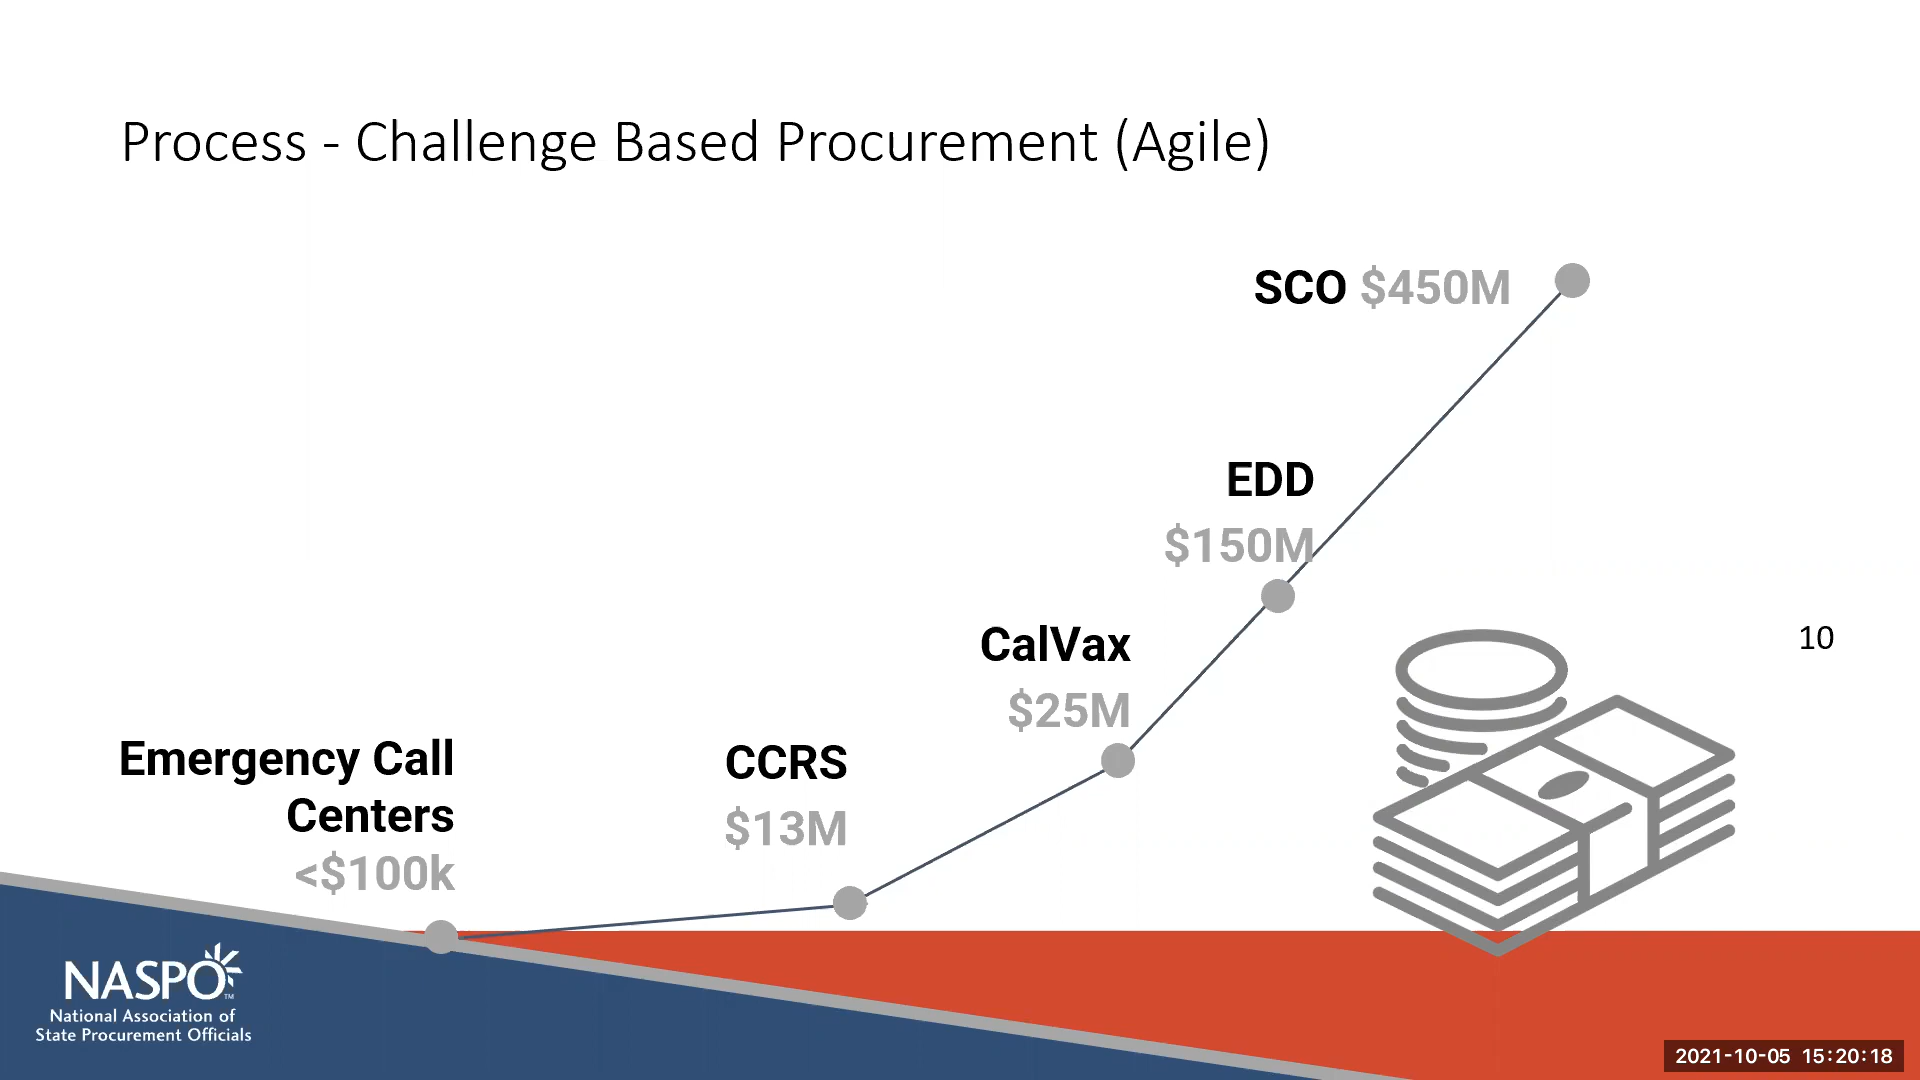 Process - Challenge Based Procurement (Agile)
SCO $450M
EDD
$150M
CalVax
$25M
10
Emergency Call
Centers
<$100k
CCRS
$13M
NASPO™
National Association of
State Procurement Officials
2021-10-05 15:20:18